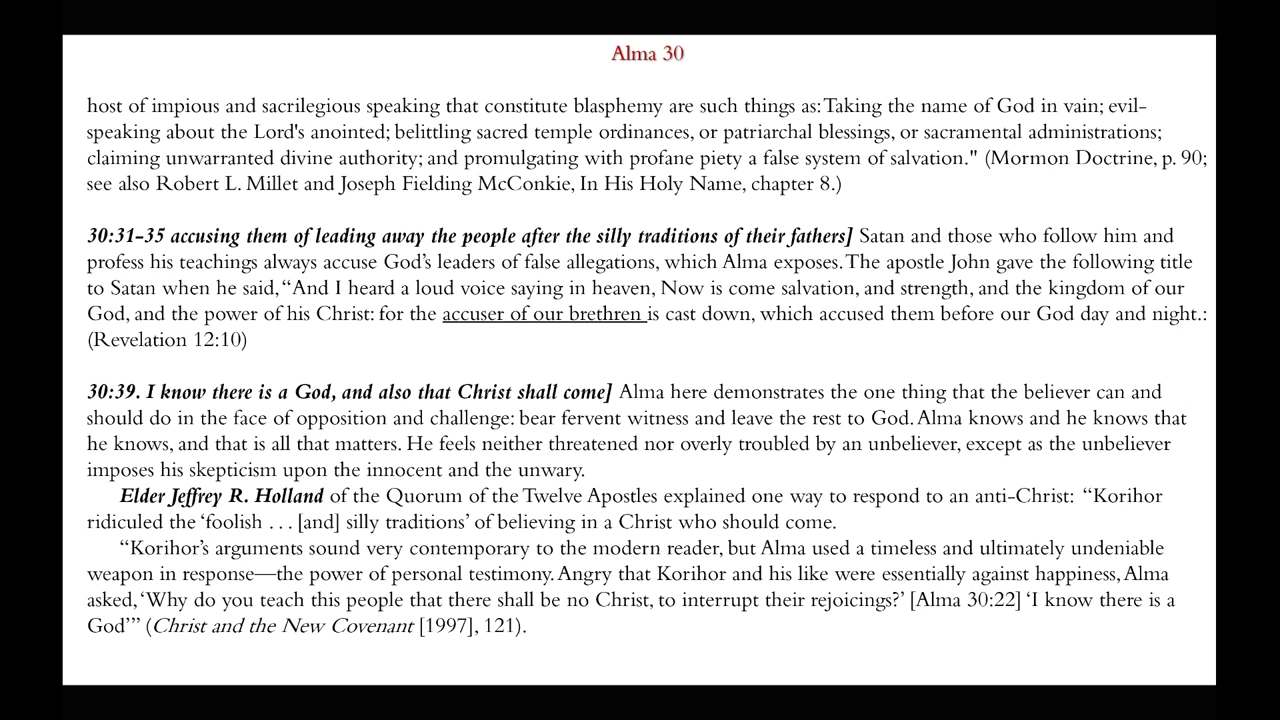 Alma 30
host of impious and sacrilegious speaking that constitute blasphemy are such things as: Taking the name of God in vain; evil-
speaking about the Lord's anointed; belittling sacred temple ordinances, or patriarchal blessings, or sacramental administrations;
claiming unwarranted divine authority; and promulgating with profane piety a false system of salvation." (Mormon Doctrine, p. 90;
see also Robert L. Millet and Joseph Fielding McConkie, In His Holy Name, chapter 8.)
30:31-35 accusing them of leading away the people after the silly traditions of their fathers] Satan and those who follow him and
profess his teachings always accuse God’s leaders of false allegations, which Alma exposes. The apostle John gave the following title
to Satan when he said, “And I heard a loud voice saying in heaven, Now is come salvation, and strength, and the kingdom of our
God, and the power of his Christ: for the accuser of our brethren is cast down, which accused them before our God day and night.:
(Revelation 12:10)
30:39. I know there is a God, and also that Christ shall come] Alma here demonstrates the one thing that the believer can and
should do in the face of opposition and challenge: bear fervent witness and leave the rest to God. Alma knows and he knows that
he knows, and that is all that matters. He feels neither threatened nor overly troubled by an unbeliever, except as the unbeliever
imposes his skepticism upon the innocent and the unwary.
Elder Jeffrey R. Holland of the Quorum of the Twelve Apostles explained one way to respond to an anti-Christ: “Korihor
ridiculed the ‘foolish . . . [and] silly traditions’ of believing in a Christ who should come.
“Korihor’s arguments sound very contemporary to the modern reader, but Alma used a timeless and ultimately undeniable
weapon in response—the power of personal testimony. Angry that Korihor and his like were essentially against happiness, Alma
asked, ‘Why do you teach this people that there shall be no Christ, to interrupt their rejoicings?’ [Alma 30:22] ‘I know there is a
God’” (Christ and the New Covenant [1997], 121).